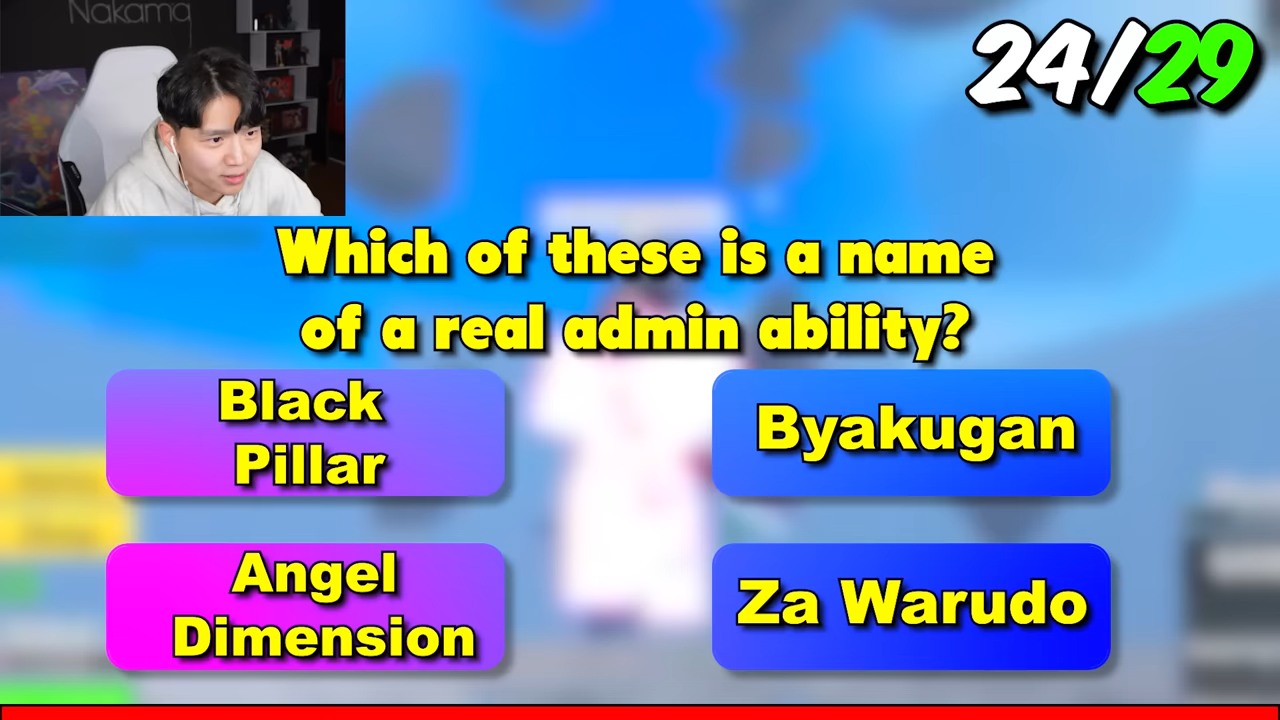 Nakama
24/29
Which of these is a name
of a real admin ability?
Black
Pillar
Byakugan
Angel
Dimension
Za Warudo